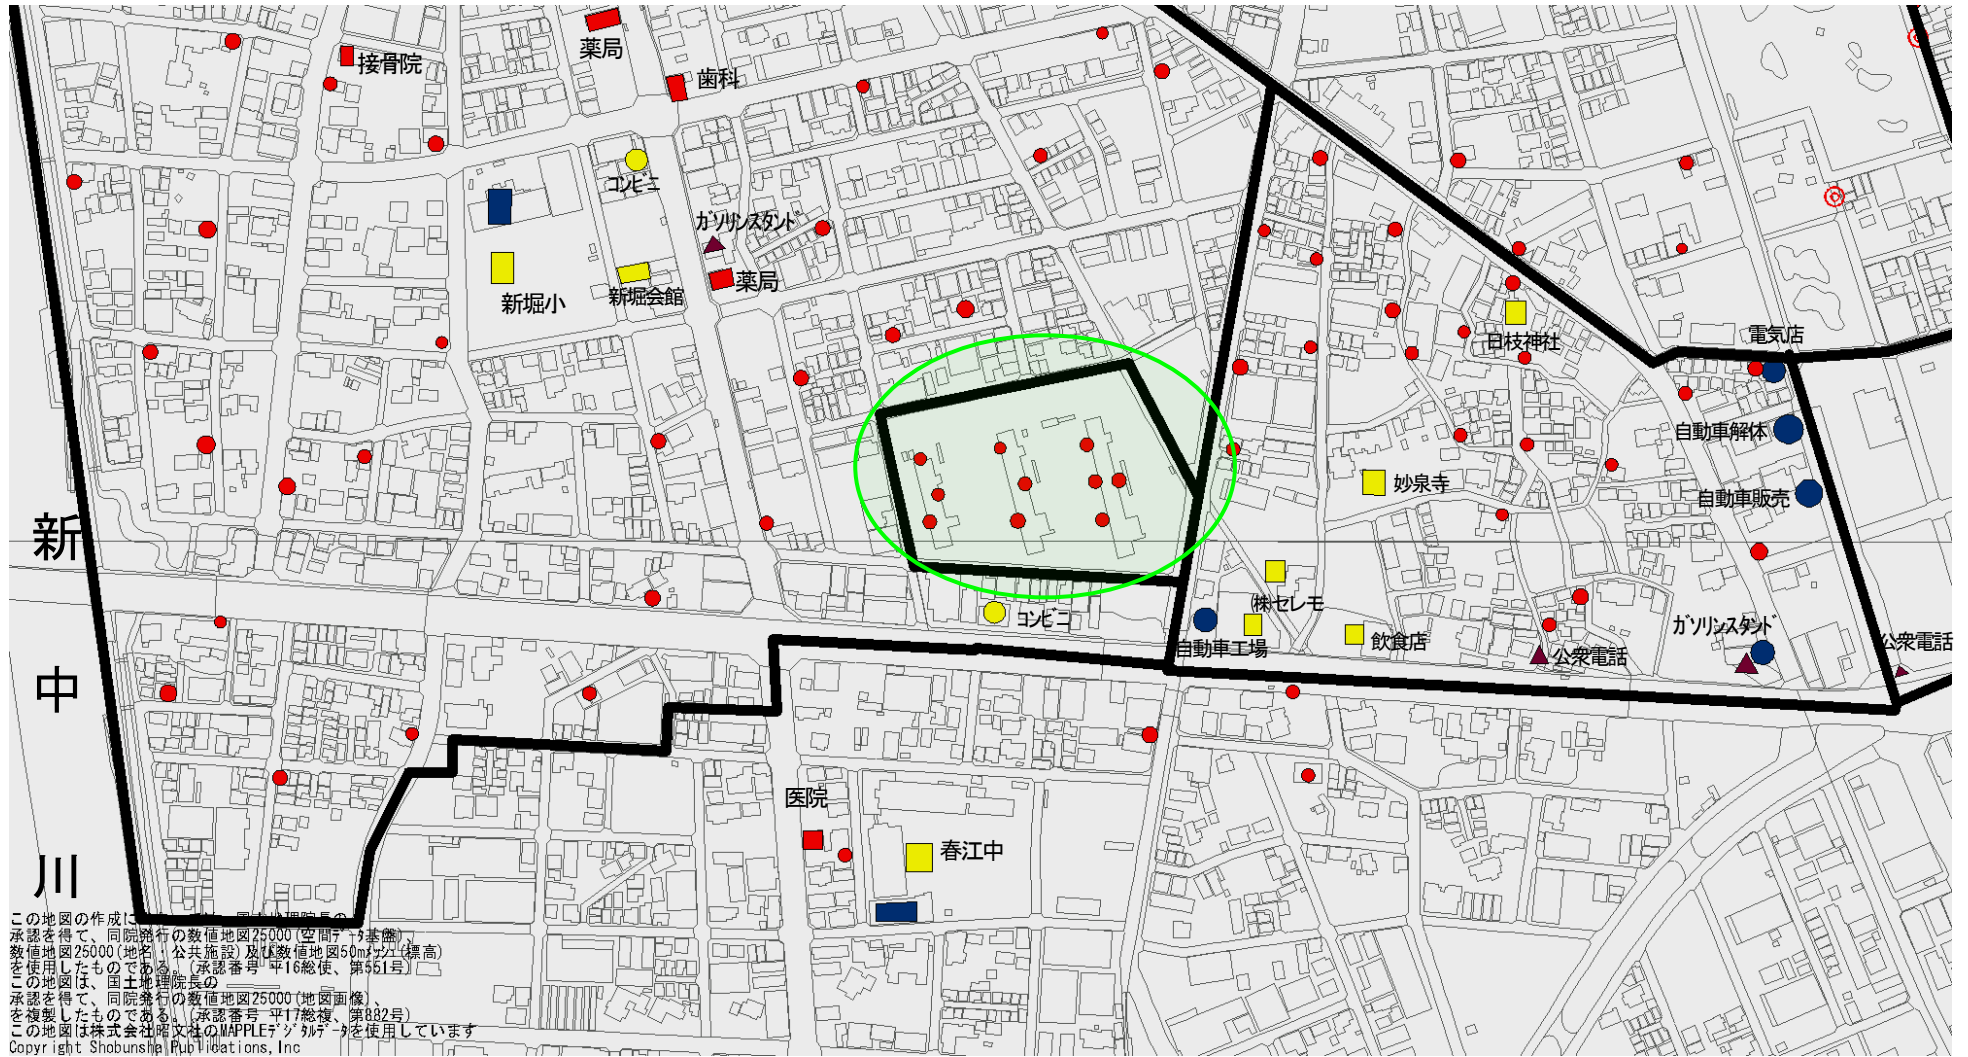 接骨院
薬局
歯科
コンビニ
ガソリンスタンド
新堀小
新堀会館
薬局
日枝神社
電気店
自動車解体
妙泉寺
自動車販売
新
中
川
コンビニ
㈱セレモ
自動車工場
飲食店
公衆電話
ガソリンスタンド
公衆電話
医院
春江中
この地図の作成に 国土地理院長の
承認を得て、同院発行の数値地図25000(空間データ基盤)、
数値地図25000(地名・公共施設)及び数値地図50mメッシュ(標高)
を使用したものである。(承認番号 平16総使、第551号)
この地図は、国土地理院長の
承認を得て、同院発行の数値地図25000(地図画像)、
を複製したものである。(承認番号 平17総複、第882号)
この地図は株式会社昭文社のMAPPLEデジタルデータを使用しています
Copyright Shobunsha Publications, Inc